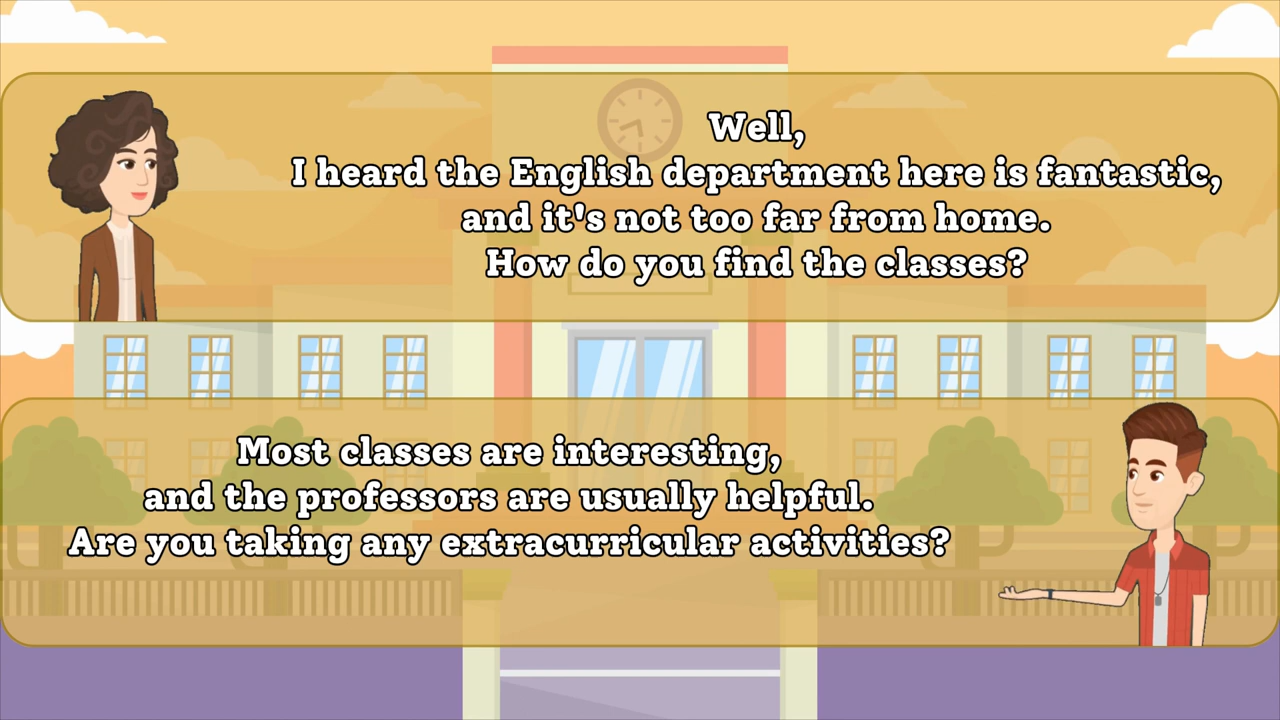 Well,
I heard the English department here is fantastic,
and it's not too far from home.
How do you find the classes?
Most classes are interesting,
and the professors are usually helpful.
Are you taking any extracurricular activities?